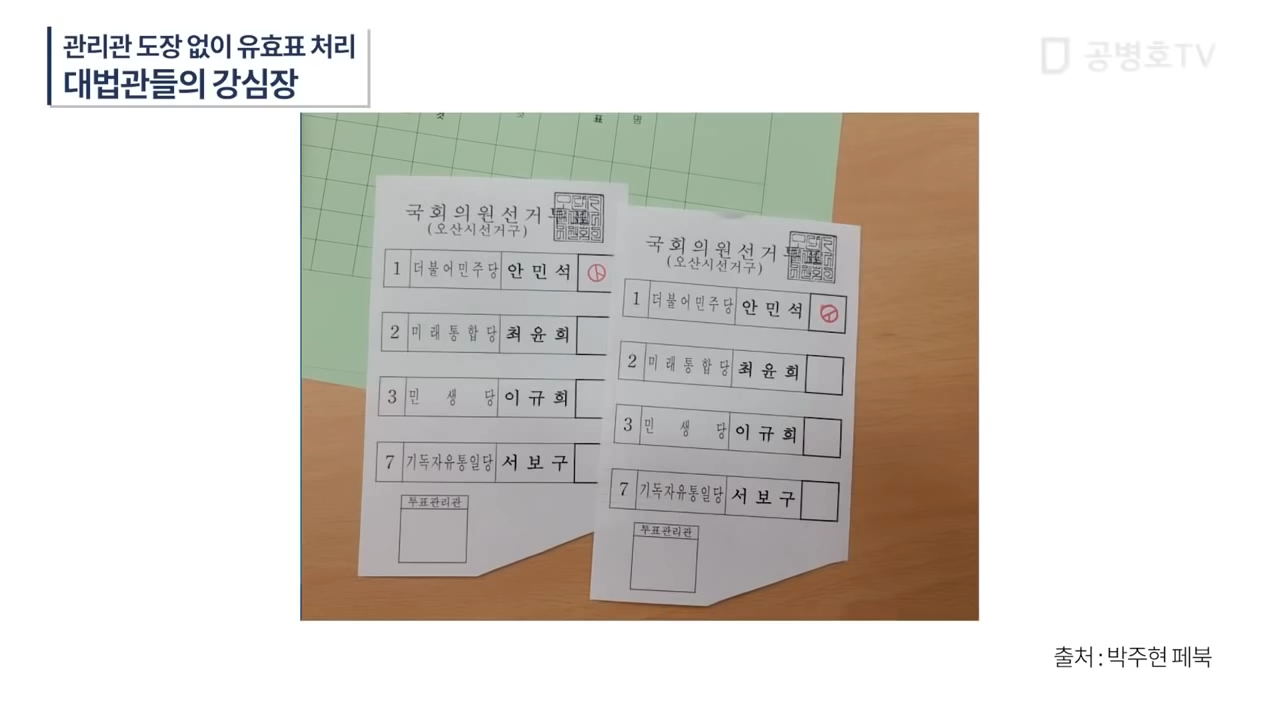 관리관 도장 없이 유효표 처리
대법관들의 강심장
공병호TV
표 명
국회의원선거투표
(오산시선거구)
1 더불어민주당 안민석
2 미래통합당 최윤희
3 민생당 이규희
7 기독자유통일당 서보구
투표관리관
국회의원선거투표
(오산시선거구)
1 더불어민주당 안민석
2 미래통합당 최윤희
3 민생당 이규희
7 기독자유통일당 서보구
투표관리관
출처 : 박주현 페북